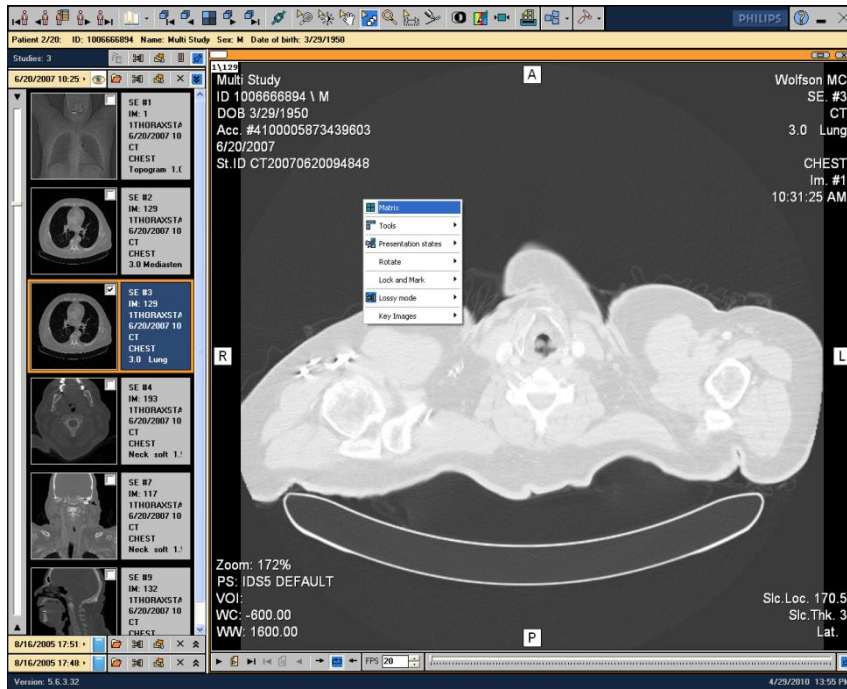 PHILIPS
Patient 2/20: ID: 1006666894 Name: Multi Study Sex: M Date of birth: 3/29/1950
Studies: 3
6/20/2007 10:25
SE #1
IM: 1
1THORAXSTA
6/20/2007 10
CT
CHEST
Topogram 1.(
SE #2
IM: 129
1THORAXSTA
6/20/2007 10
CT
CHEST
3.0 Mediasten
SE #3
IM: 129
1THORAXSTA
6/20/2007 10
CT
CHEST
3.0 Lung
SE #4
IM: 193
1THORAXSTA
6/20/2007 10
CT
CHEST
Neck soft 1.
SE #7
IM: 117
1THORAXSTA
6/20/2007 10
CT
CHEST
Neck soft 1.
SE #9
IM: 132
1THORAXSTA
6/20/2007 10
CT
CHEST
8/16/2005 17:51
8/16/2005 17:48
1\129
Multi Study
ID 1006666894 \ M
DOB 3/29/1950
Acc. #4100005873439603
6/20/2007
St.ID CT20070620094848
A
Wolfson MC
SE. #3
CT
3.0 Lung
CHEST
Im. #1
10:31:25 AM
Matrix
Tools
Presentation states
Rotate
Lock and Mark
Lossy mode
Key Images
R
L
Zoom: 172%
PS: IDS5 DEFAULT
VOI:
WC: -600.00
WW: 1600.00
P
Slc.Loc. 170.5
Slc.Thk. 3
Lat.
FPS 20
Version: 5.6.3.32
4/29/2010 13:55 PM